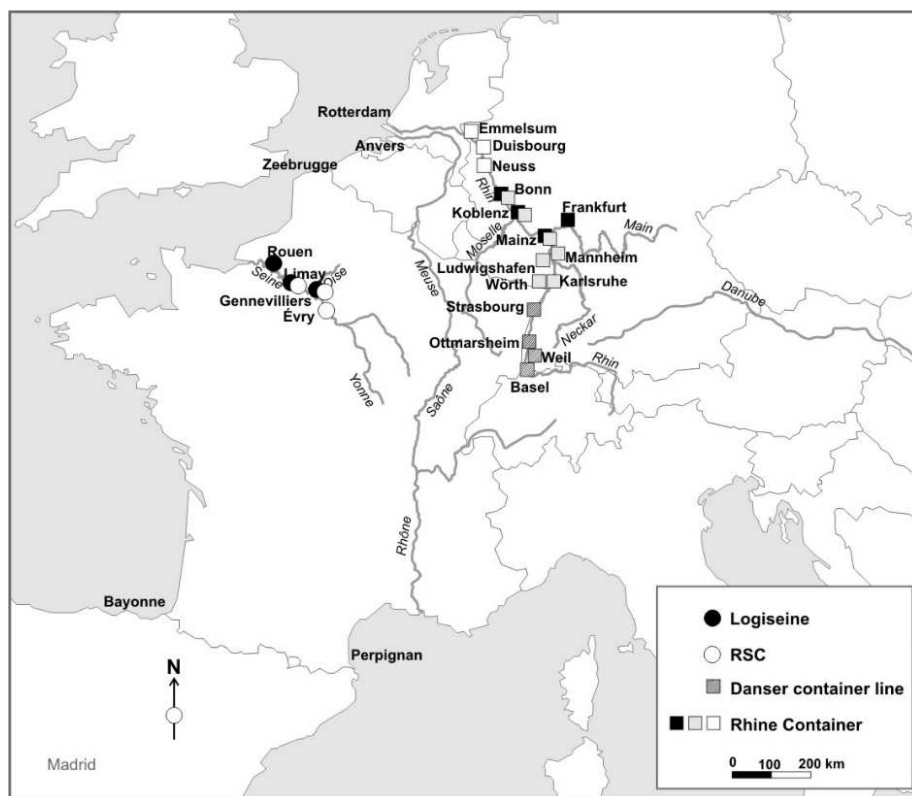 Rotterdam
Emmelsum
Anvers
Duisbourg
Zeebrugge
Neuss
Rhin
Bonn
Koblenz
Frankfurt
Moselle
Mainz
Main
Rouen
Mannheim
Seine
Limay
Oise
Meuse
Ludwigshafen
Gennevilliers
Wörth
Karlsruhe
Danube
Évry
Strasbourg
Neckar
Ottmarsheim
Weil
Rhin
Yonne
Saône
Basel
Rhône
Bayonne
Perpignan
N
Madrid
Logiseine
RSC
Danser container line
Rhine Container
0 100 200 km